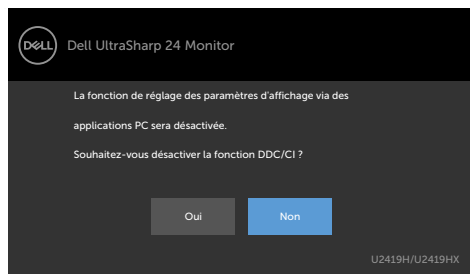 DELL
Dell UltraSharp 24 Monitor
La fonction de réglage des paramètres d'affichage via des
applications PC sera désactivée.
Souhaitez-vous désactiver la fonction DDC/CI ?
Oui
Non
U2419H/U2419HX